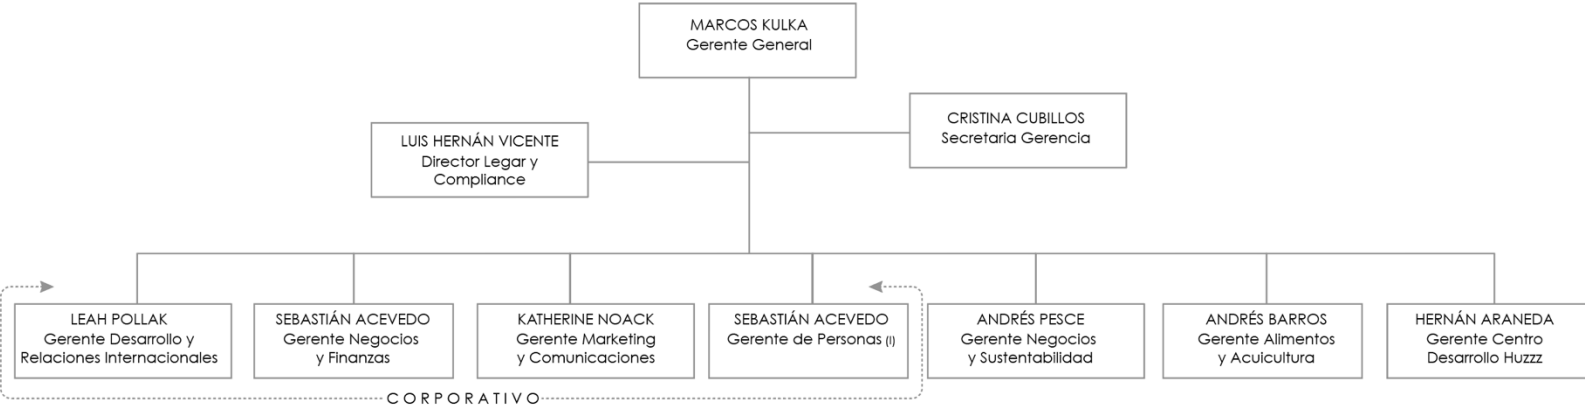 MARCOS KULKA
Gerente General
CRISTINA CUBILLOS
Secretaria Gerencia
LUIS HERNÁN VICENTE
Director Legar y
Compliance
LEAH POLLAK
Gerente Desarrollo y
Relaciones Internacionales
SEBASTIÁN ACEVEDO
Gerente Negocios
y Finanzas
KATHERINE NOACK
Gerente Marketing
y Comunicaciones
SEBASTIÁN ACEVEDO
Gerente de Personas (I)
ANDRÉS PESCE
Gerente Negocios
y Sustentabilidad
ANDRÉS BARROS
Gerente Alimentos
y Acuicultura
HERNÁN ARANEDA
Gerente Centro
Desarrollo Huzzz
CORPORATIVO